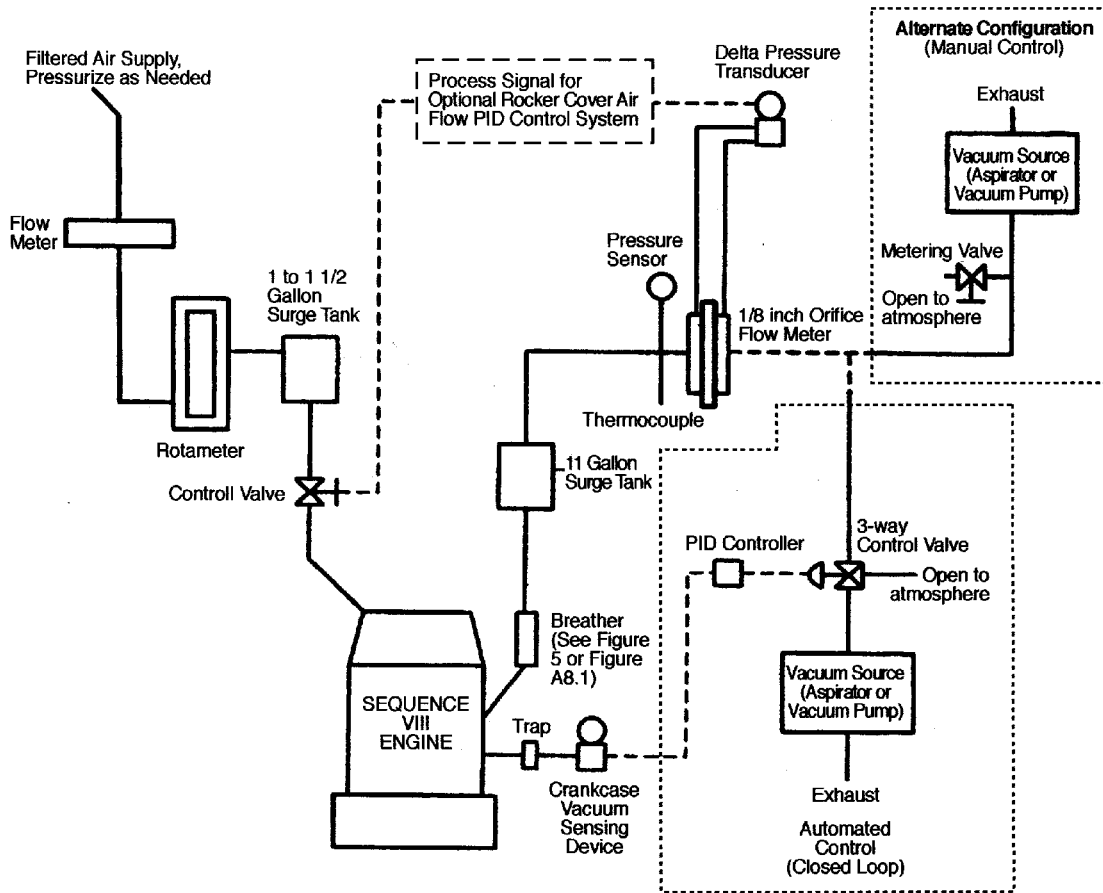 Filtered Air Supply,
Pressurize as Needed
Process Signal for
Optional Rocker Cover Air
Flow PID Control System
Delta Pressure
Transducer
Alternate Configuration
(Manual Control)
Exhaust
Vacuum Source
(Aspirator or
Vacuum Pump)
Flow
Meter
Metering Valve
Open to
atmosphere
Pressure
Sensor
1 to 1 1/2
Gallon
Surge Tank
1/8 inch Orifice
Flow Meter
Rotameter
Thermocouple
11 Gallon
Surge Tank
Controll Valve
3-way
Control Valve
PID Controller
Open to
atmosphere
Breather
(See Figure
5 or Figure
A8.1)
Vacuum Source
(Aspirator or
Vacuum Pump)
SEQUENCE
VIII
ENGINE
Trap
Crankcase
Vacuum
Sensing
Device
Exhaust
Automated
Control
(Closed Loop)